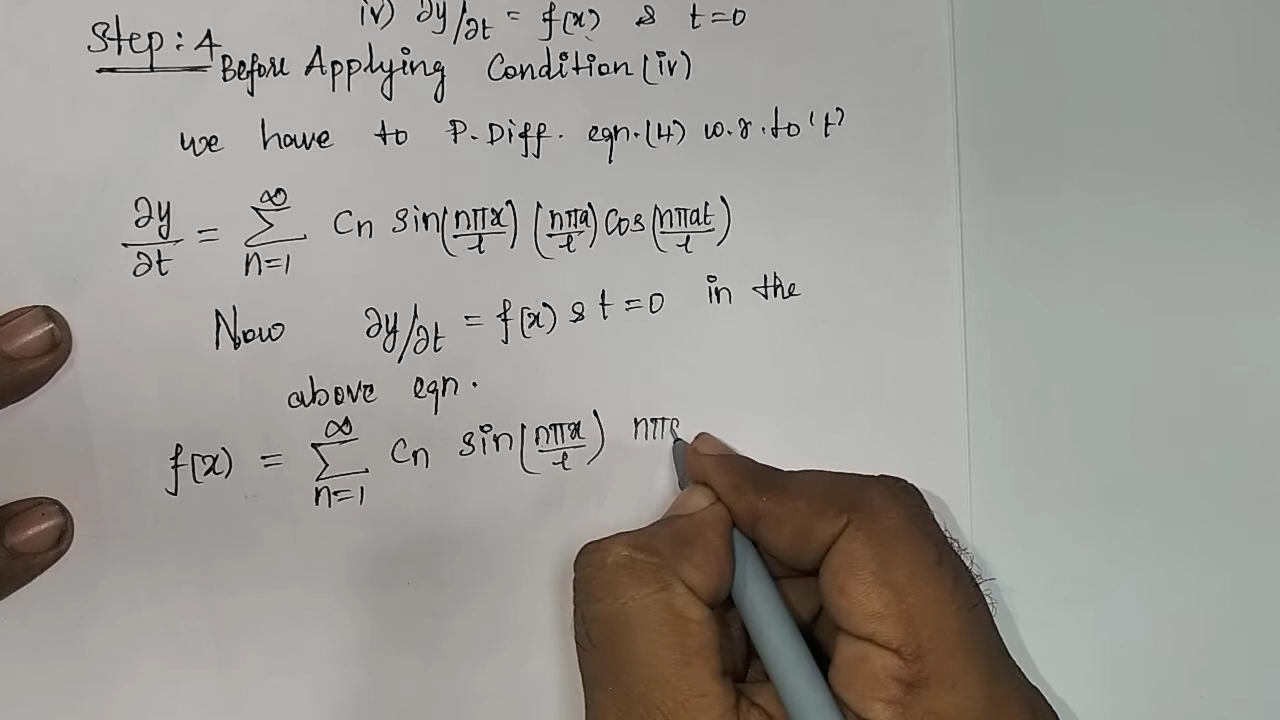 iv) ∂y/∂t = f(x) & t=0
Step: 4 Before Applying Condition (iv)
we have to P. Diff. eqn. (4) w.r.to 't'
∂y/∂t = ∑_{n=1}^{∞} Cn sin(nπx/l) (nπa/l) cos(nπat/l)
Now ∂y/∂t = f(x) & t=0 in the
above eqn.
f(x) = ∑_{n=1}^{∞} Cn sin(nπx/l) nπ